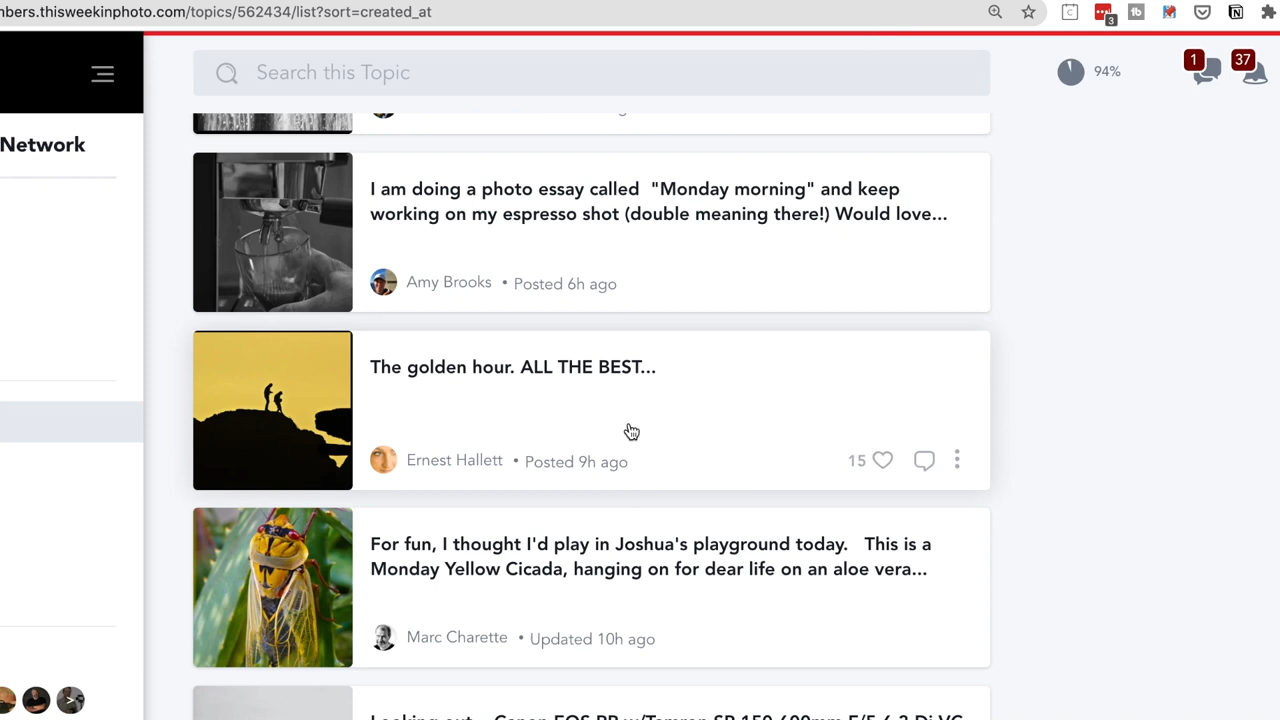 nbers.thisweekinphoto.com/topics/562434/list?sort=created_at
3
Search this Topic
94%
1
37
Network
I am doing a photo essay called "Monday morning" and keep
working on my espresso shot (double meaning there!) Would love...
Amy Brooks • Posted 6h ago
The golden hour. ALL THE BEST...
Ernest Hallett • Posted 9h ago
15
For fun, I thought I'd play in Joshua's playground today. This is a
Monday Yellow Cicada, hanging on for dear life on an aloe vera...
Marc Charette • Updated 10h ago